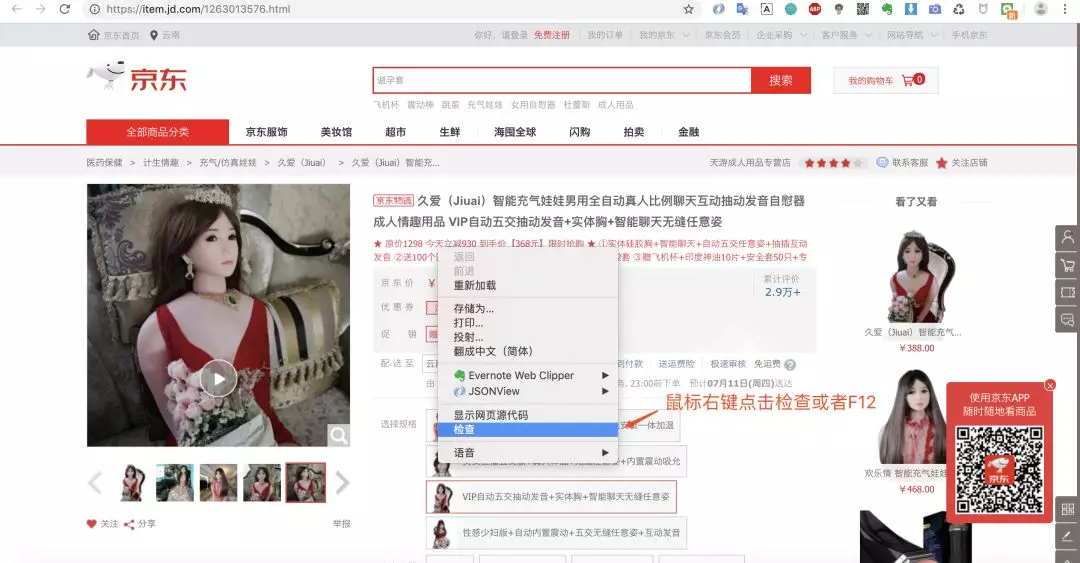 https://item.jd.com/1263013576.html
京东首页 云南 你好，请登录 免费注册 我的订单 我的京东 京东会员 企业采购 客户服务 网站导航 手机京东
京东
避孕套 搜索 我的购物车 0
飞机杯 震动棒 跳蛋 充气娃娃 女用自慰器 杜蕾斯 成人用品
全部商品分类 京东服饰 美妆馆 超市 生鲜 海囤全球 闪购 拍卖 金融
医药保健 > 计生情趣 > 充气/仿真娃娃 > 久爱（Jiuai） > 久爱（Jiuai）智能充...
天游成人用品专营店 联系客服 关注店铺
京东物流 久爱（Jiuai）智能充气娃娃男用全自动真人比例聊天互动抽动发音自慰器
成人情趣用品 VIP自动五交抽动发音+实体胸+智能聊天无缝任意姿
★ 原价1298 今天立减930 到手价【368元】限时抢购 ★ ①实体硅胶胸+智能聊天+自动五交任意姿+抽插互动
发音 ②送100个 2套 ③赠飞机杯+印度神油10片+安全套50只+专
京东价 ¥
累计评价
2.9万+
优惠券
促销
配送至 到付款 送运费险 极速审核 免运费
23:00前下单，预计07月11日(周四)送达
选择规格 一体加温
+内置震动吸允
VIP自动五交抽动发音+实体胸+智能聊天无缝任意姿
性感少妇版+自动内置震动+五交无缝任意姿+互动发音
返回
前进
重新加载
存储为...
打印...
投射...
翻成中文（简体）
Evernote Web Clipper
JSONView
显示网页源代码
检查
语音
鼠标右键点击检查或者F12
关注 分享 举报
看了又看
久爱（Jiuai）智能充气...
￥388.00
欢乐情 智能充气娃娃
￥468.00
使用京东APP
随时随地看商品
京东